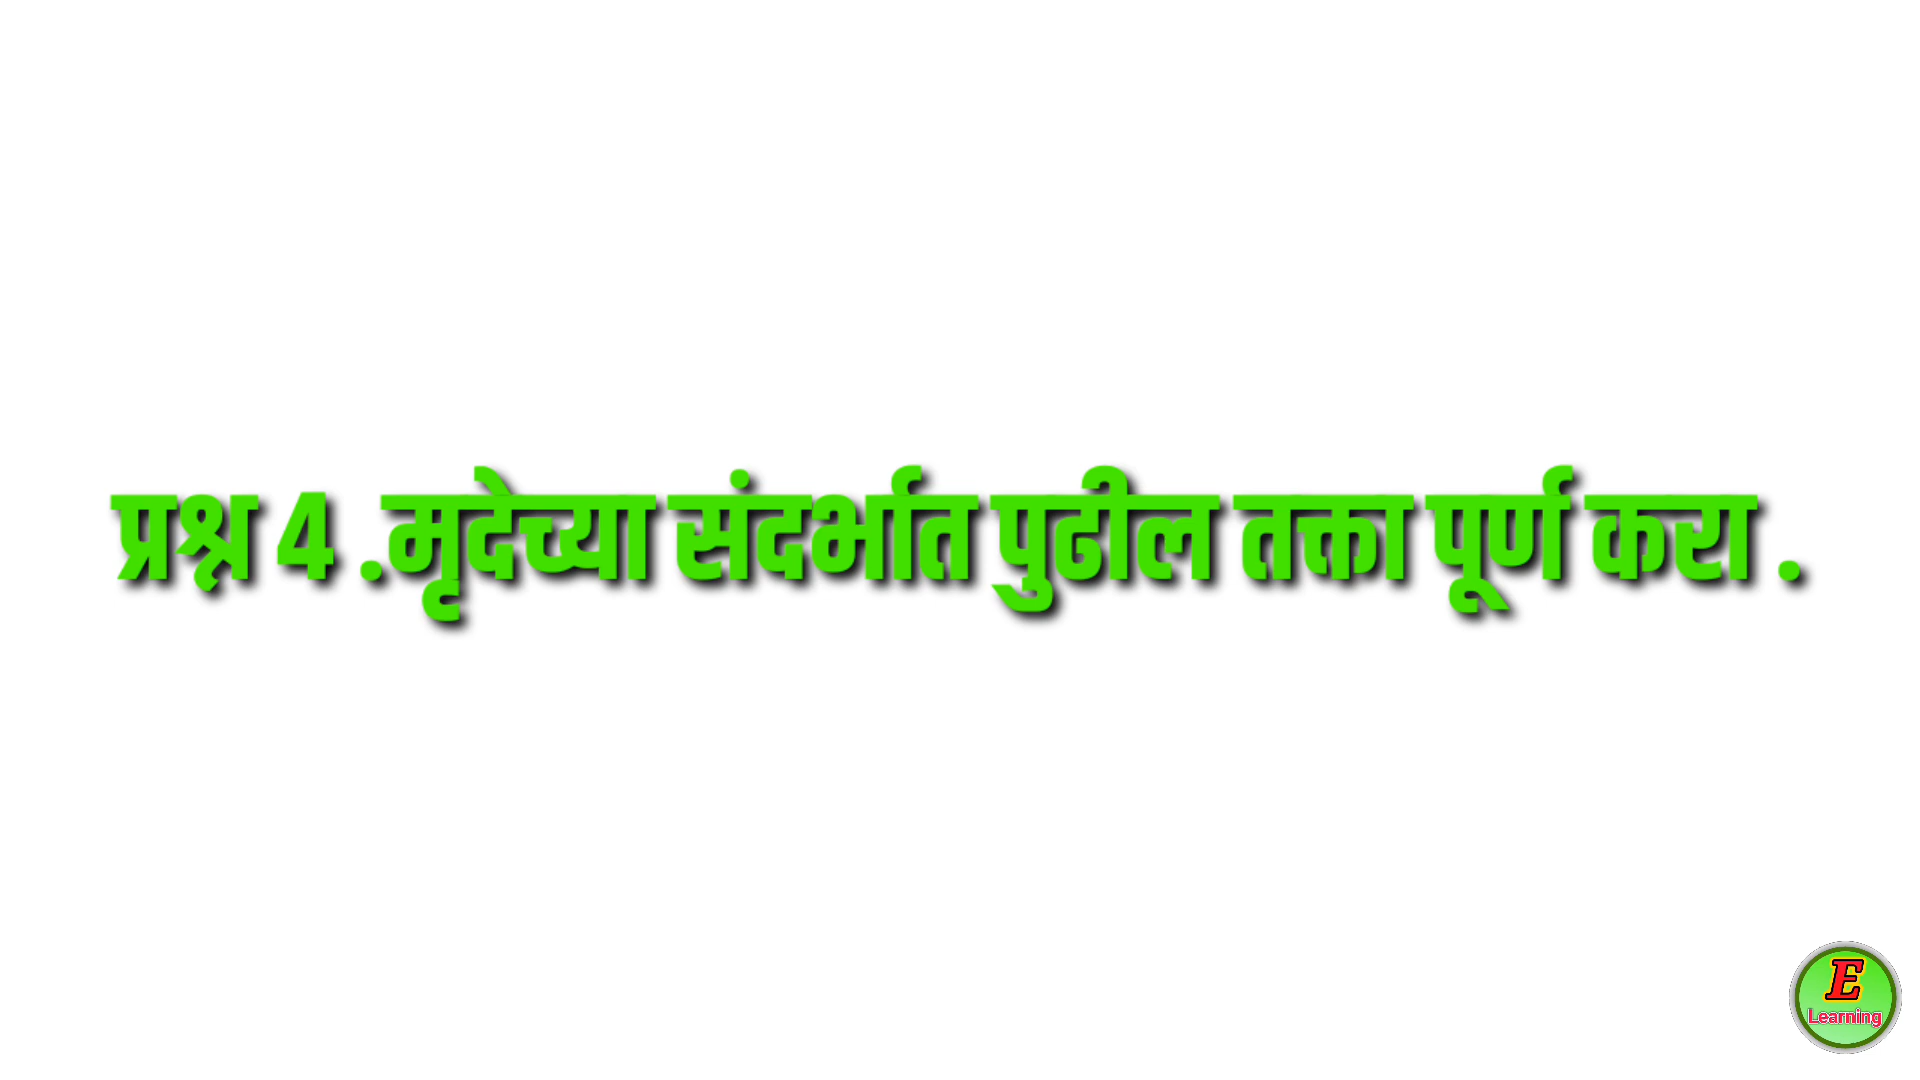 प्रश्न 4 .मृदेच्या संदर्भात पुढील तक्ता पूर्ण करा .
E
Learning